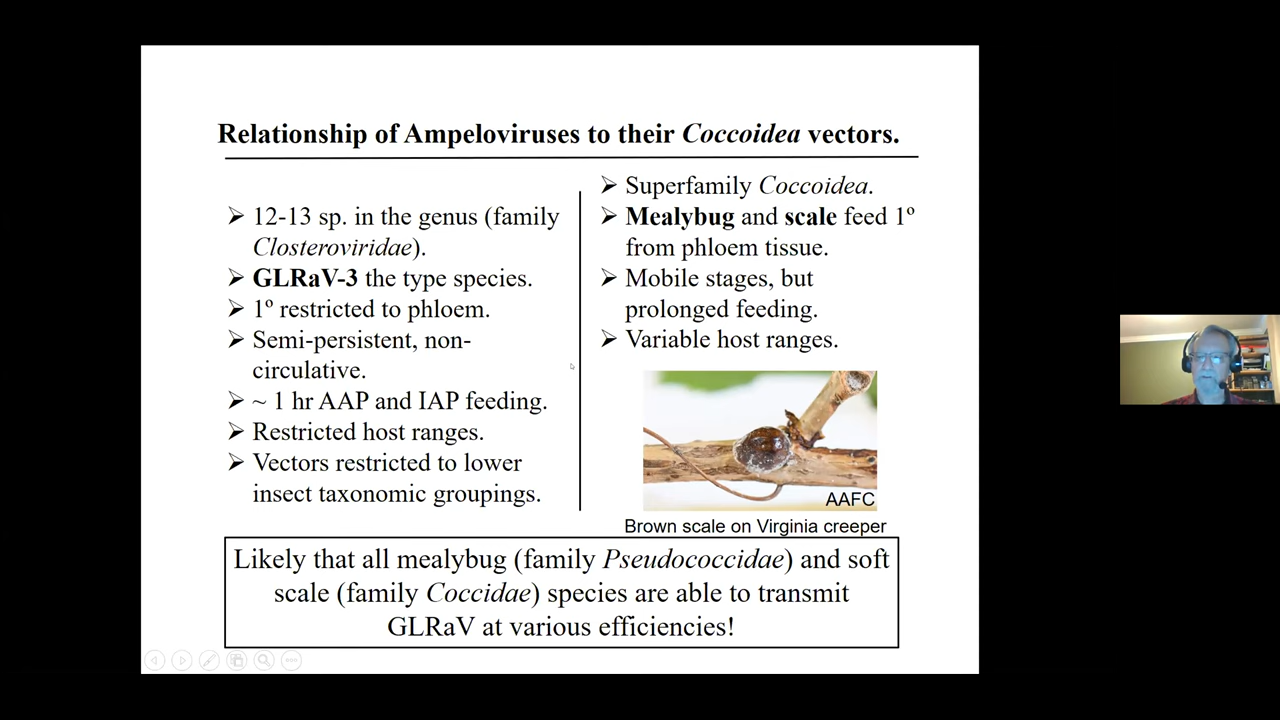 Relationship of Ampeloviruses to their Coccoidea vectors.
➢ 12-13 sp. in the genus (family
Closteroviridae).
➢ GLRaV-3 the type species.
➢ 1º restricted to phloem.
➢ Semi-persistent, non-
circulative.
➢ ~ 1 hr AAP and IAP feeding.
➢ Restricted host ranges.
➢ Vectors restricted to lower
insect taxonomic groupings.
➢ Superfamily Coccoidea.
➢ Mealybug and scale feed 1º
from phloem tissue.
➢ Mobile stages, but
prolonged feeding.
➢ Variable host ranges.
AAFC
Brown scale on Virginia creeper
Likely that all mealybug (family Pseudococcidae) and soft
scale (family Coccidae) species are able to transmit
GLRaV at various efficiencies!